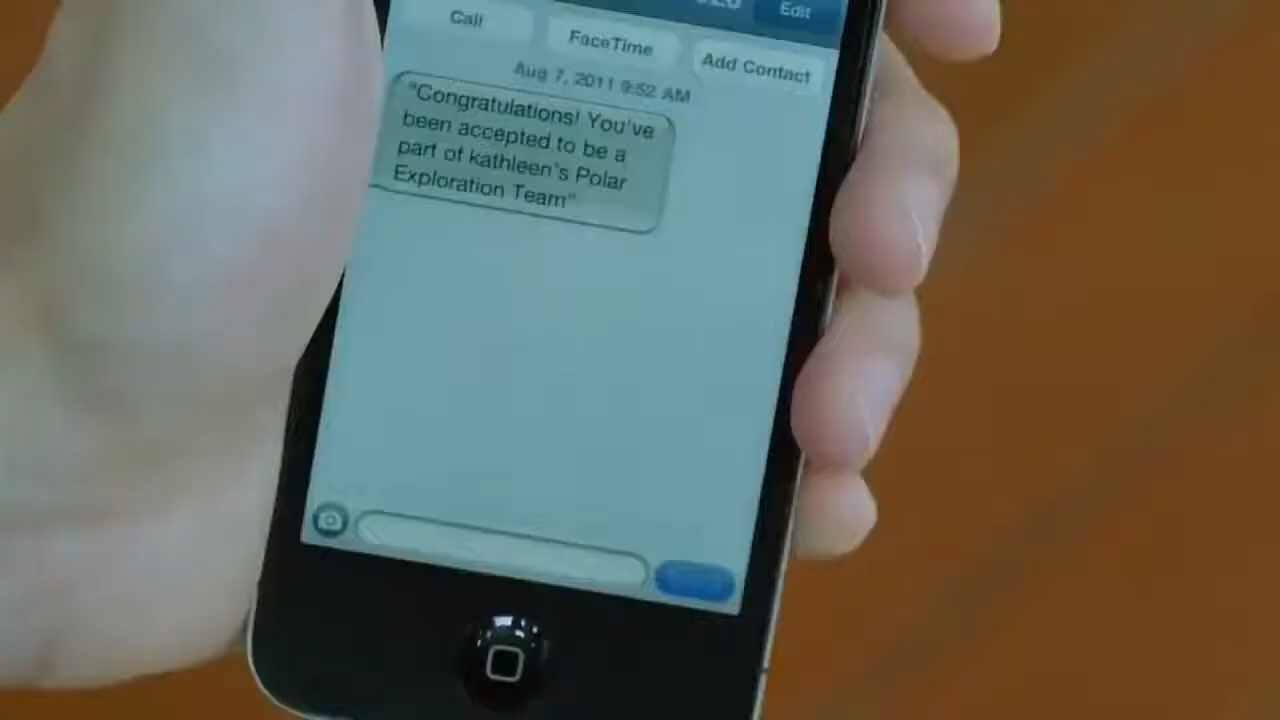 Edit
Call FaceTime Add Contact
Aug 7, 2011 9:52 AM
"Congratulations! You've
been accepted to be a
part of kathleen's Polar
Exploration Team"